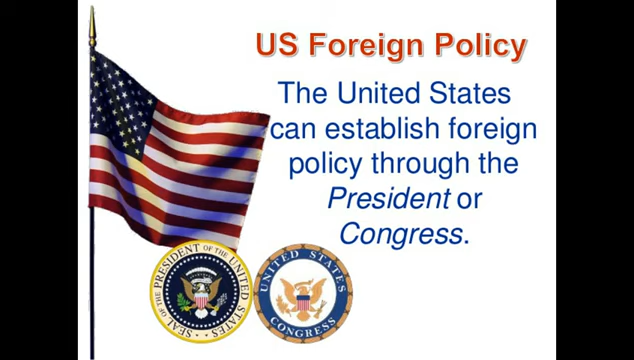 US Foreign Policy
The United States
can establish foreign
policy through the
President or
Congress.
SEAL OF THE PRESIDENT OF THE UNITED STATES
UNITED STATES
CONGRESS